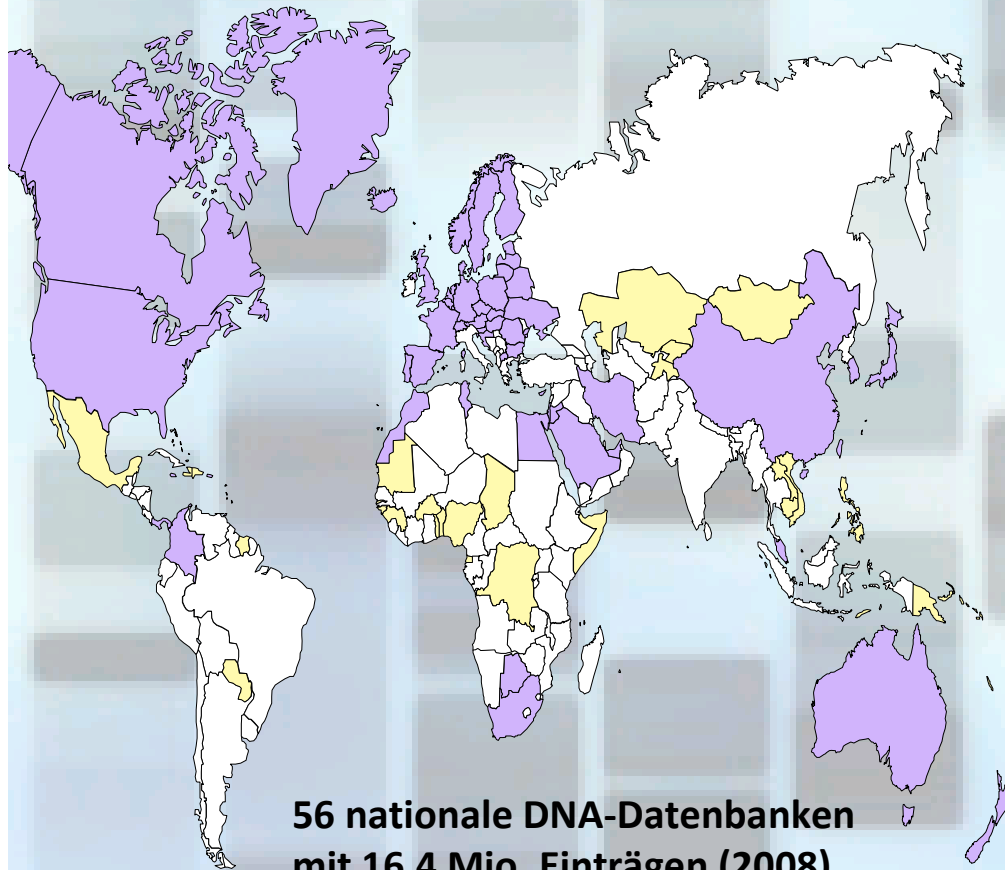 56 nationale DNA-Datenbanken
mit 16,4 Mio. Einträgen (2008)